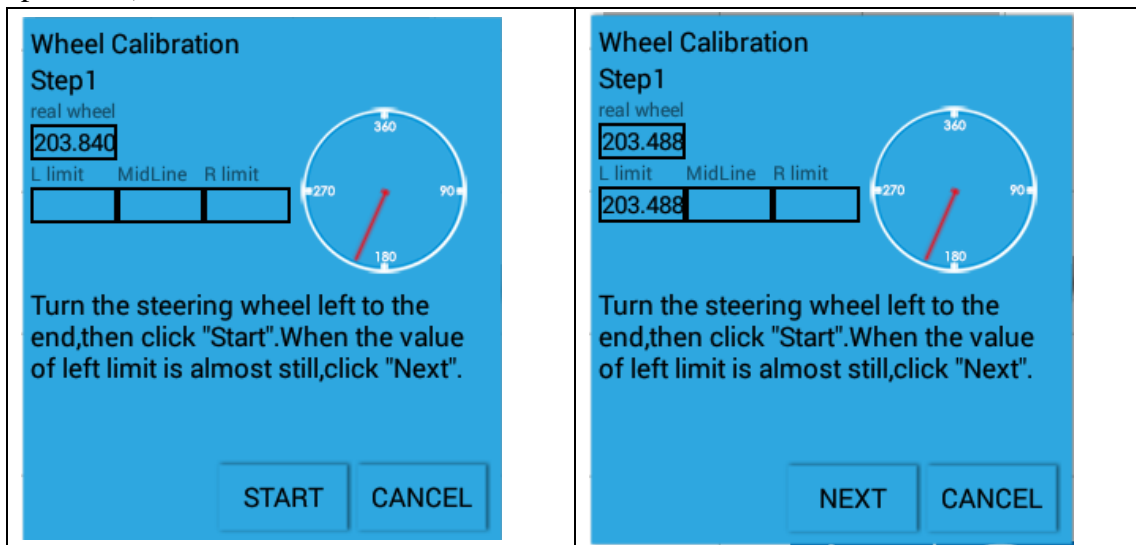 Wheel Calibration
Step1
real wheel
203.840
L limit MidLine R limit
360
270
90
180
Turn the steering wheel left to the
end,then click "Start".When the value
of left limit is almost still,click "Next".
START CANCEL
Wheel Calibration
Step1
real wheel
203.488
L limit MidLine R limit
203.488
360
270
90
180
Turn the steering wheel left to the
end,then click "Start".When the value
of left limit is almost still,click "Next".
NEXT CANCEL